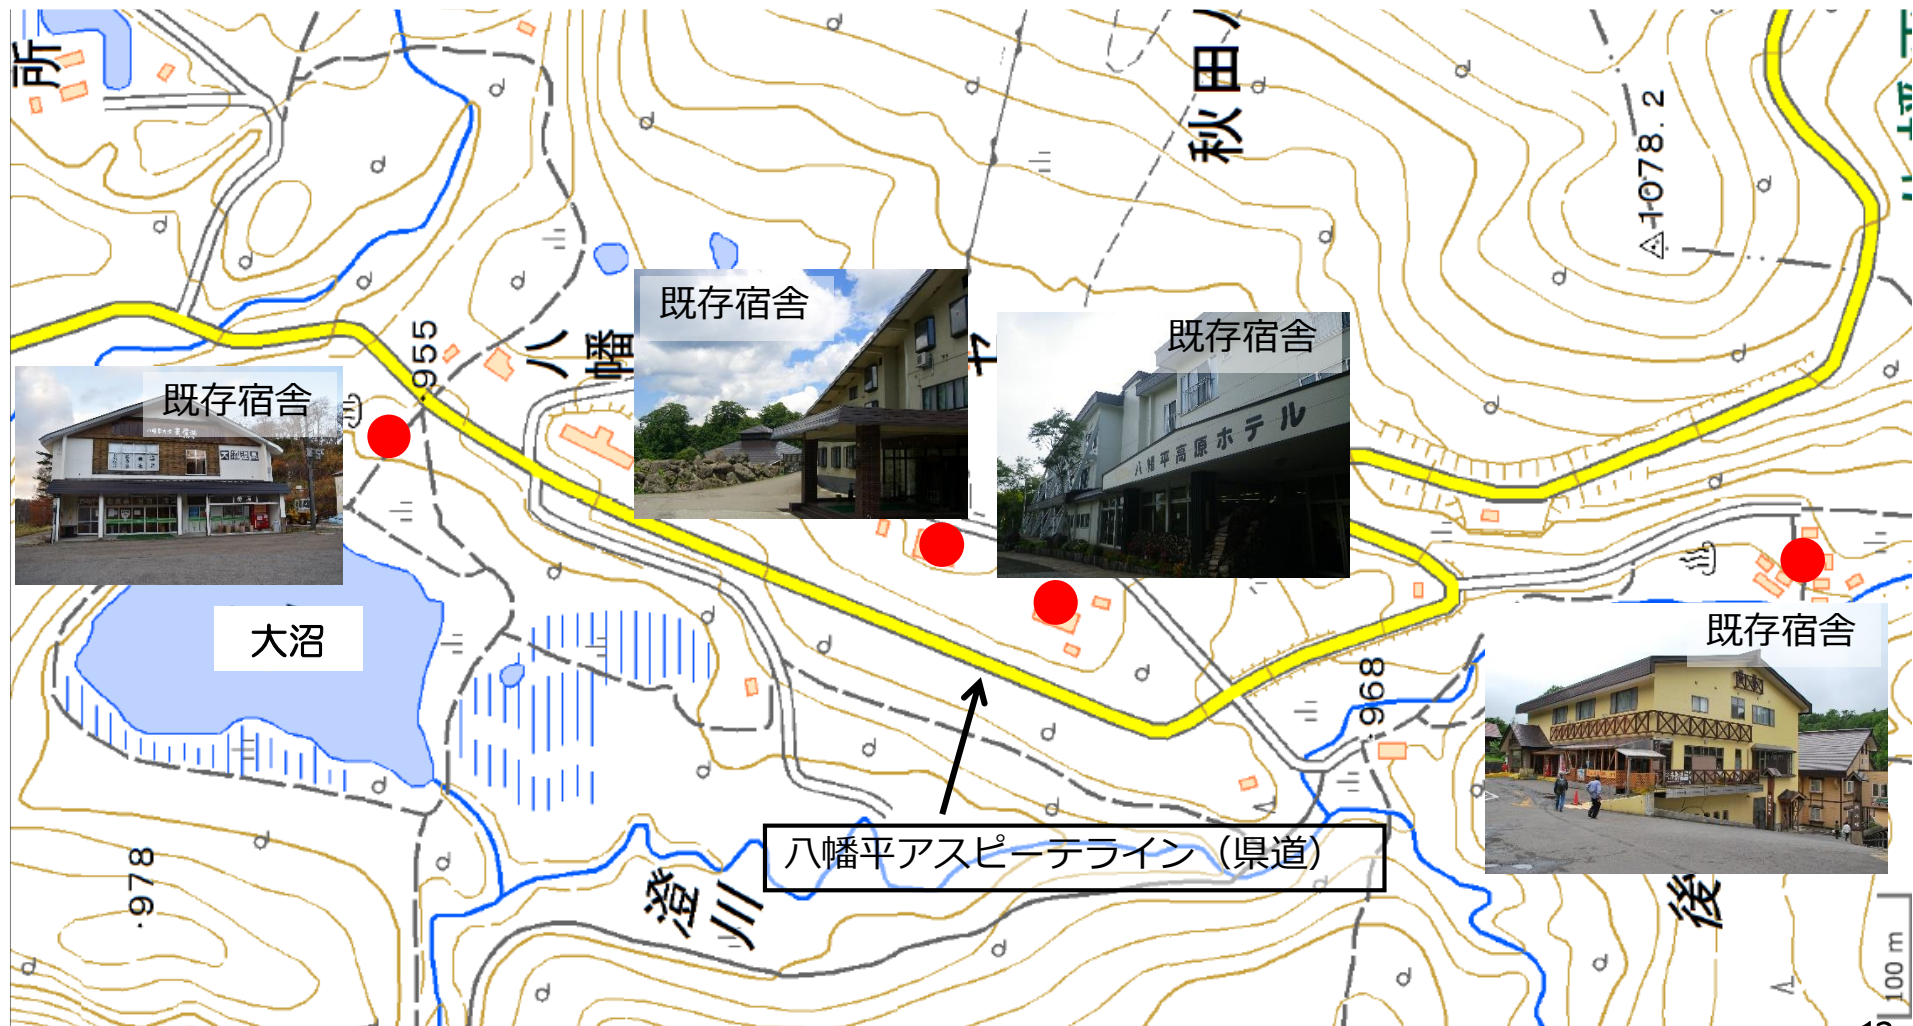 所
秋田
1078.2
955
八幡
ヤ
既存宿舎
既存宿舎
既存宿舎
八幡平高原ホテル
大沼
既存宿舎
968
八幡平アスピーテライン（県道）
978
澄川
後
100 m